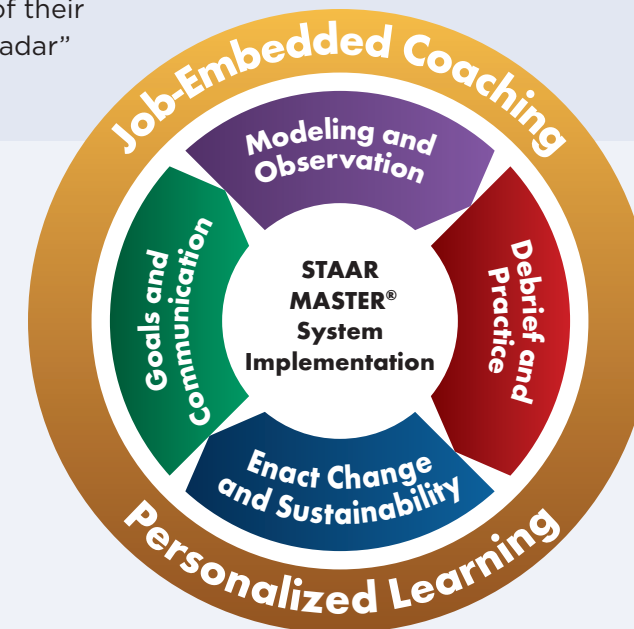 of their
adar”
Job-Embedded Coaching
Modeling and
Observation
Goals and
Communication
STAAR
MASTER®
System
Implementation
Debrief and
Practice
Enact Change
and Sustainability
Personalized Learning